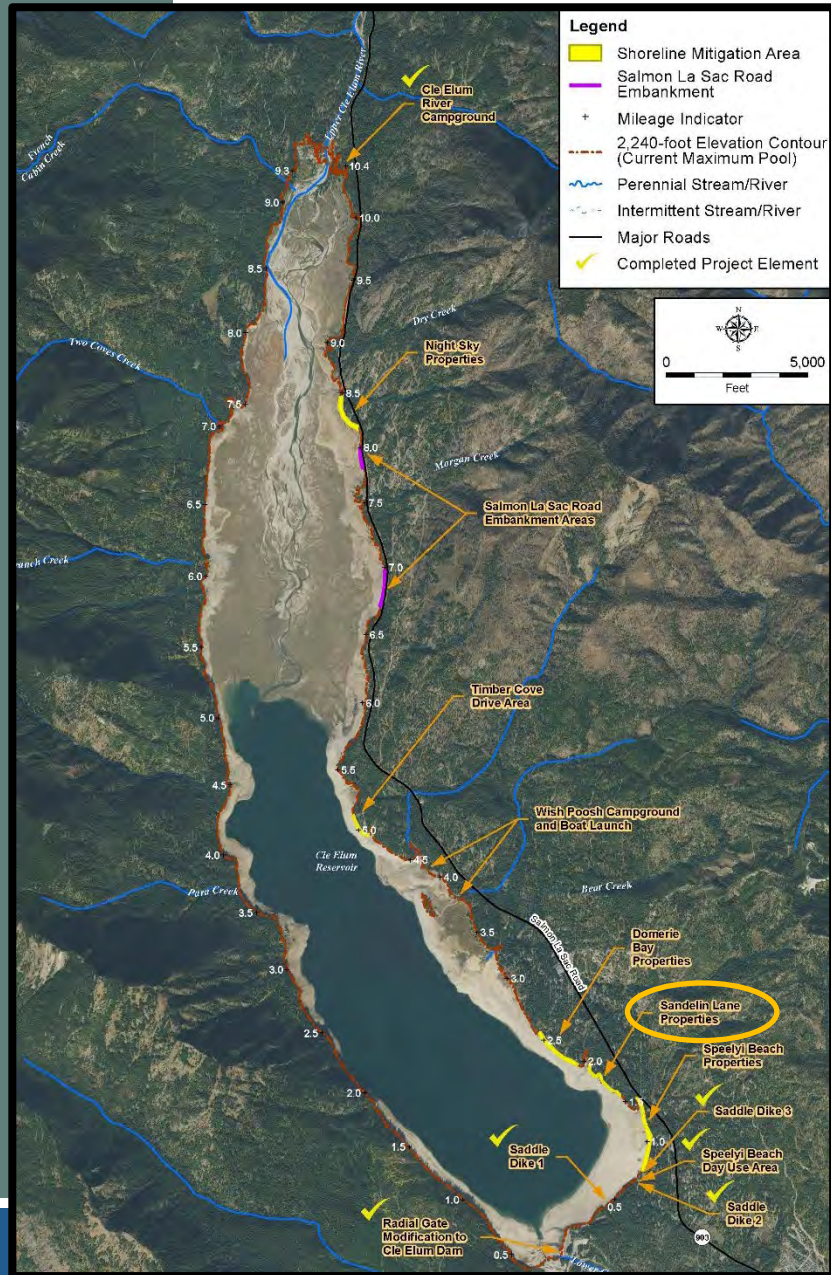 Legend
Shoreline Mitigation Area
Salmon La Sac Road
Embankment
Mileage Indicator
2,240-foot Elevation Contour
(Current Maximum Pool)
Perennial Stream/River
Intermittent Stream/River
Major Roads
Completed Project Element
N
W
E
S
0
5,000
Feet
Upper Cle Elum River
Cle Elum
River
Campground
French
Cabin Creek
9.3
10.4
9.0
10.0
8.5
9.5
Dry Creek
8.0
9.0
Night Sky
Properties
Two Coves Creek
7.5
8.5
7.0
8.0
Morgan Creek
6.5
7.5
Salmon La Sac Road
Embankment Areas
anch Creek
6.0
7.0
5.5
6.5
Timber Cove
Drive Area
5.0
6.0
4.5
5.5
Wish Poosh Campground
and Boat Launch
5.0
Cle Elum
Reservoir
4.5
4.0
4.0
Para Creek
Bear Creek
3.5
3.5
Salmon La Sac Road
Domerie
Bay
Properties
3.0
3.0
Sandelin Lane
Properties
2.5
2.5
2.0
Speelyi Beach
Properties
2.0
1.5
Saddle Dike 3
1.0
Saddle
Dike 1
1.5
Speelyi Beach
Day Use Area
1.0
0.5
Saddle
Dike 2
Radial Gate
Modification to
Cle Elum Dam
0.5
903